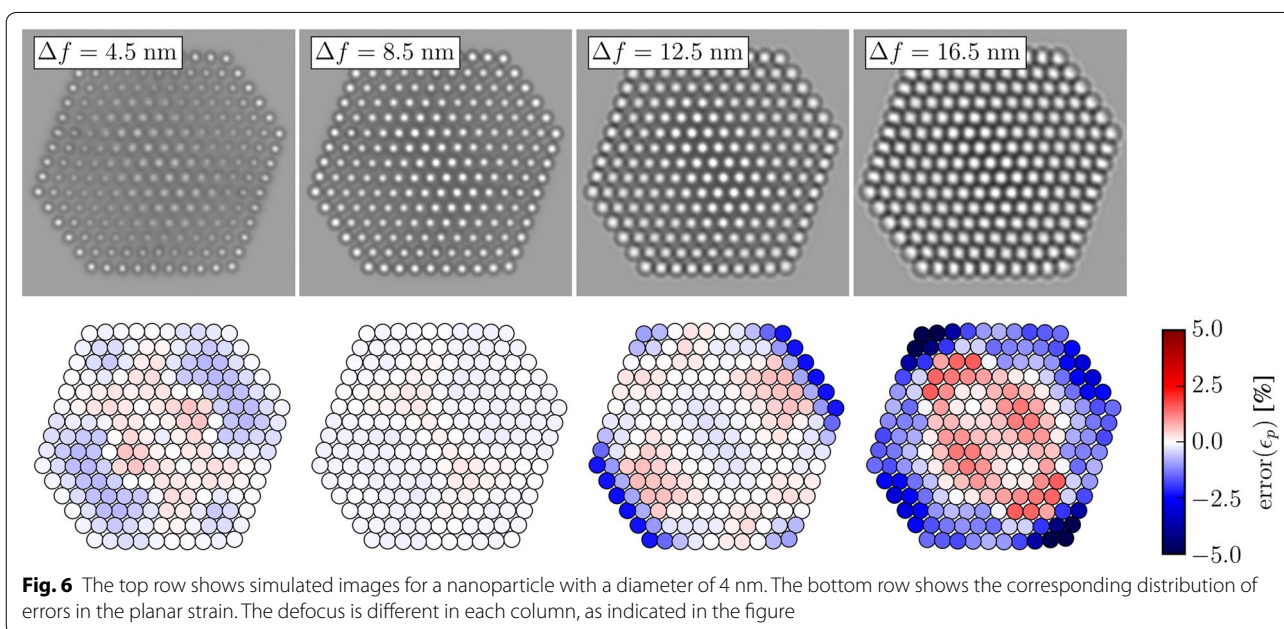 Δf = 4.5 nm
Δf = 8.5 nm
Δf = 12.5 nm
Δf = 16.5 nm
5.0
2.5
0.0
−2.5
−5.0
error(ϵ_p) [%]
Fig. 6 The top row shows simulated images for a nanoparticle with a diameter of 4 nm. The bottom row shows the corresponding distribution of
errors in the planar strain. The defocus is different in each column, as indicated in the figure